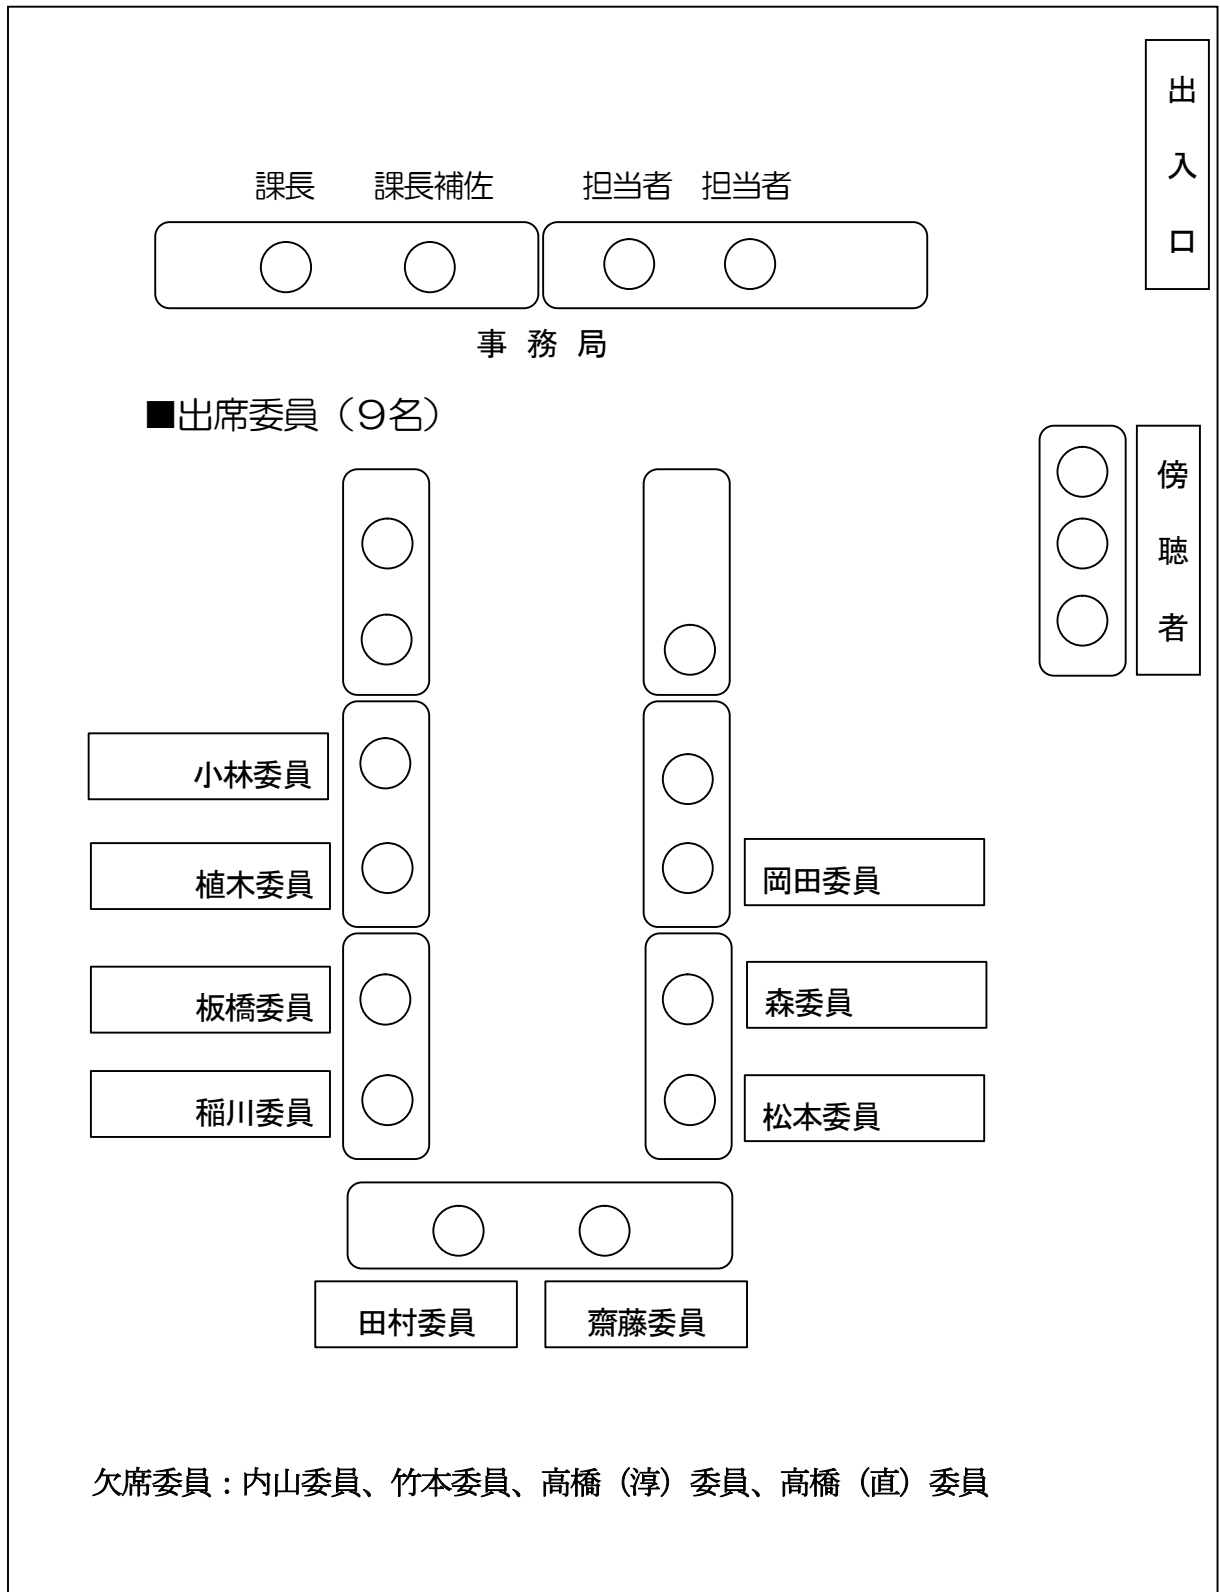 出入口
課長 課長補佐 担当者 担当者
事 務 局
■出席委員（９名）
傍聴者
小林委員
植木委員
岡田委員
板橋委員
森委員
稲川委員
松本委員
田村委員
齋藤委員
欠席委員：内山委員、竹本委員、高橋（淳）委員、高橋（直）委員